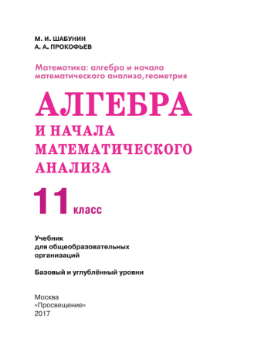 М. И. ШАБУНИН
А. А. ПРОКОФЬЕВ
Математика: алгебра и начала
математического анализа, геометрия
АЛГЕБРА
И НАЧАЛА
МАТЕМАТИЧЕСКОГО
АНАЛИЗА
11 класс
Учебник
для общеобразовательных
организаций
Базовый и углублённый уровни
Москва
«Просвещение»
2017